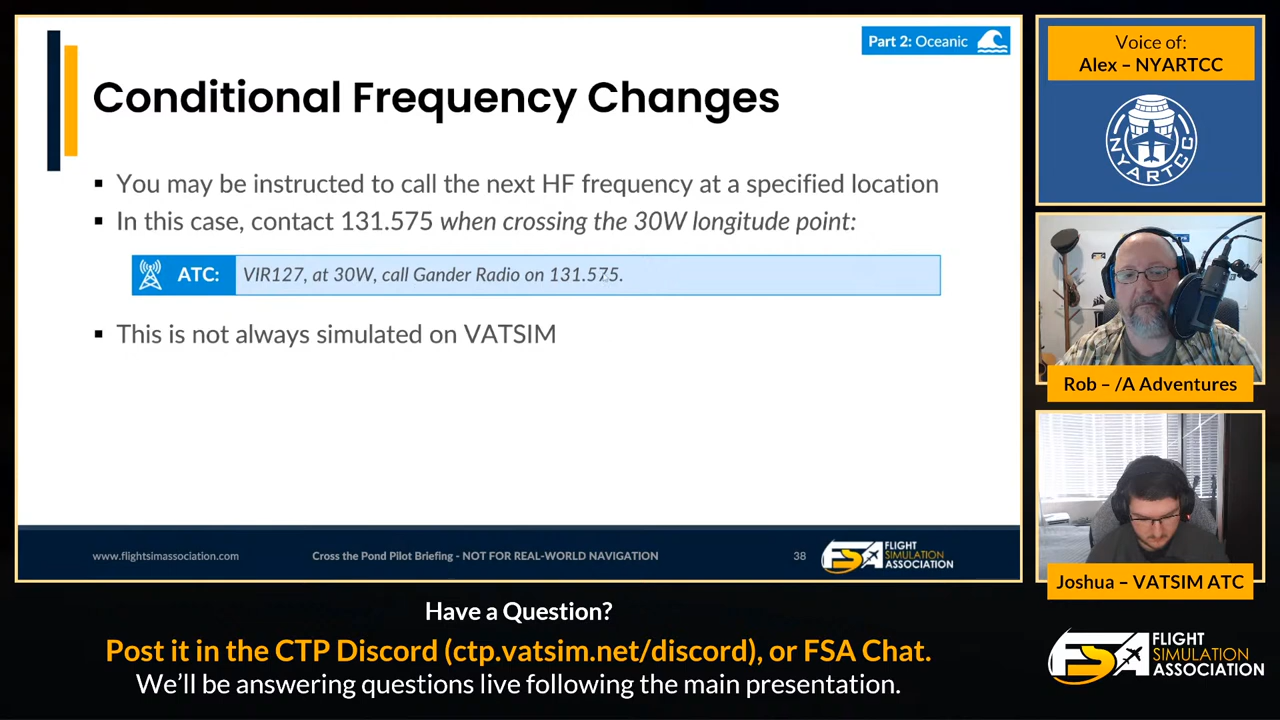 Part 2: Oceanic
Conditional Frequency Changes
▪ You may be instructed to call the next HF frequency at a specified location
▪ In this case, contact 131.575 when crossing the 30W longitude point:
ATC: VIR127, at 30W, call Gander Radio on 131.575.
▪ This is not always simulated on VATSIM
www.flightsimassociation.com
Cross the Pond Pilot Briefing - NOT FOR REAL-WORLD NAVIGATION
38
FSA FLIGHT
SIMULATION
ASSOCIATION
Voice of:
Alex – NYARTCC
NYARTCC
Rob – /A Adventures
Joshua – VATSIM ATC
Have a Question?
Post it in the CTP Discord (ctp.vatsim.net/discord), or FSA Chat.
We'll be answering questions live following the main presentation.
FSA FLIGHT
SIMULATION
ASSOCIATION